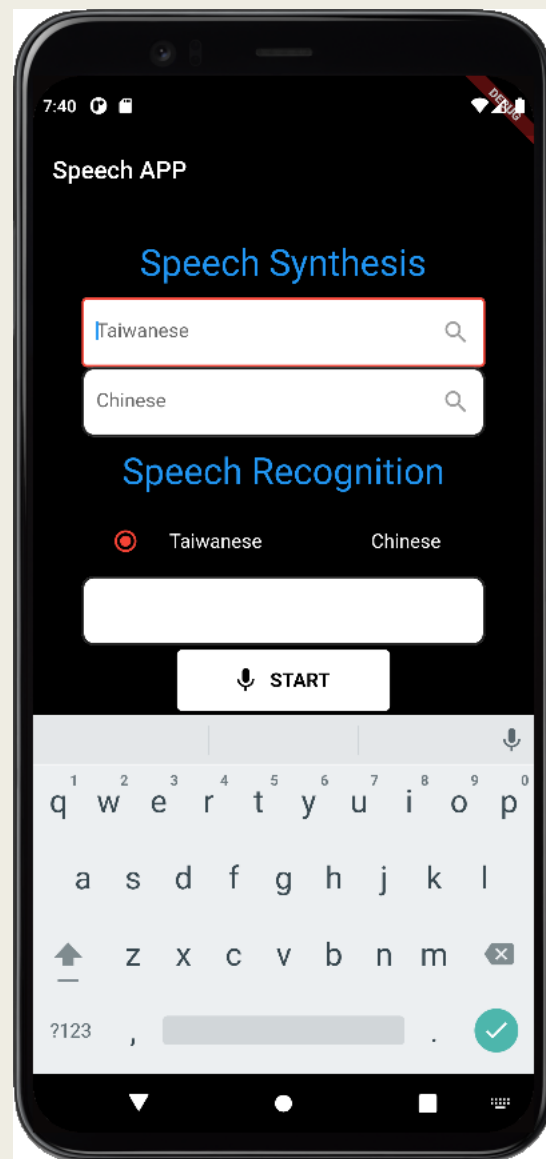 7:40
DEBUG
Speech APP
Speech Synthesis
Taiwanese
Chinese
Speech Recognition
Taiwanese Chinese
START
1 2 3 4 5 6 7 8 9 0
q w e r t y u i o p
a s d f g h j k l
z x c v b n m
?123 , .